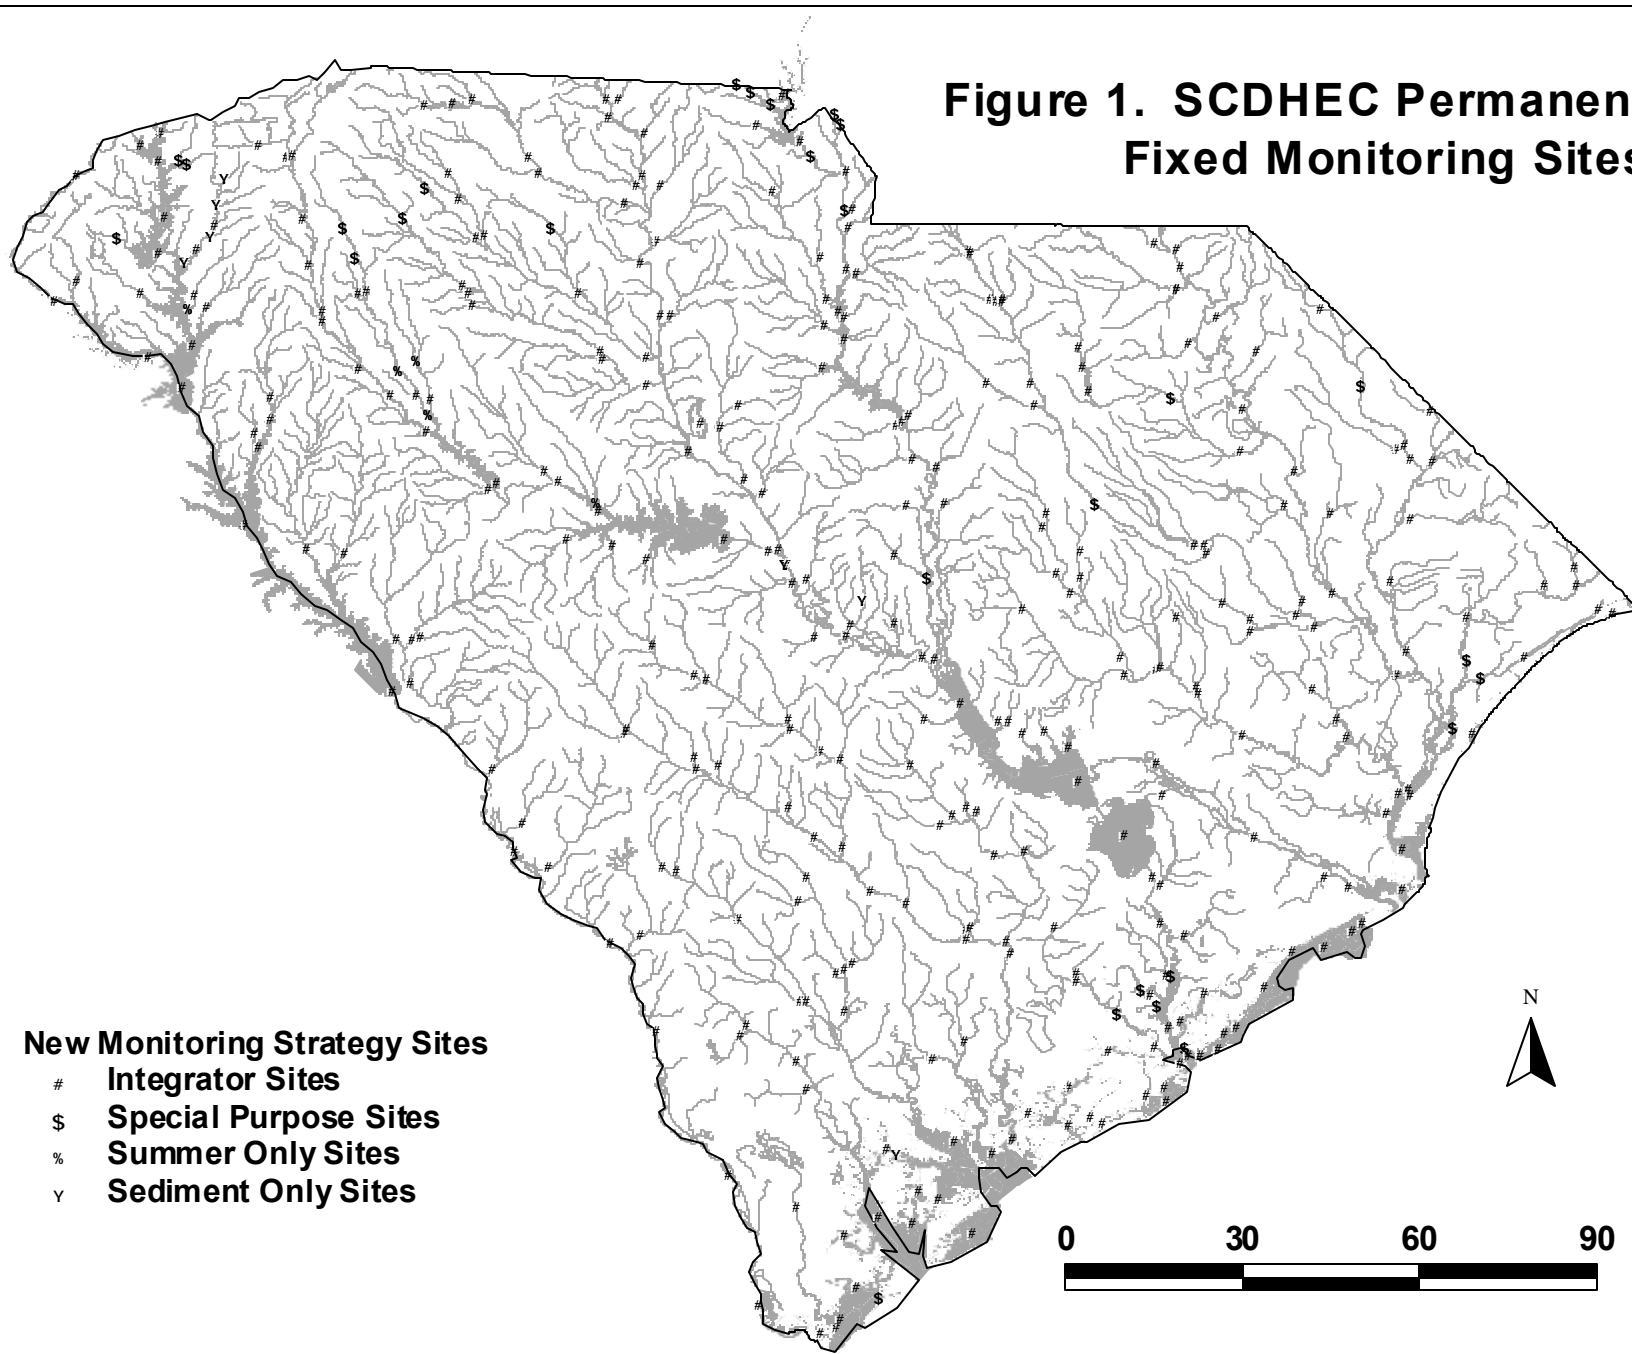 Figure 1. SCDHEC Permanen
Fixed Monitoring Sites
N
New Monitoring Strategy Sites
# Integrator Sites
$ Special Purpose Sites
% Summer Only Sites
Y Sediment Only Sites
0 30 60 90